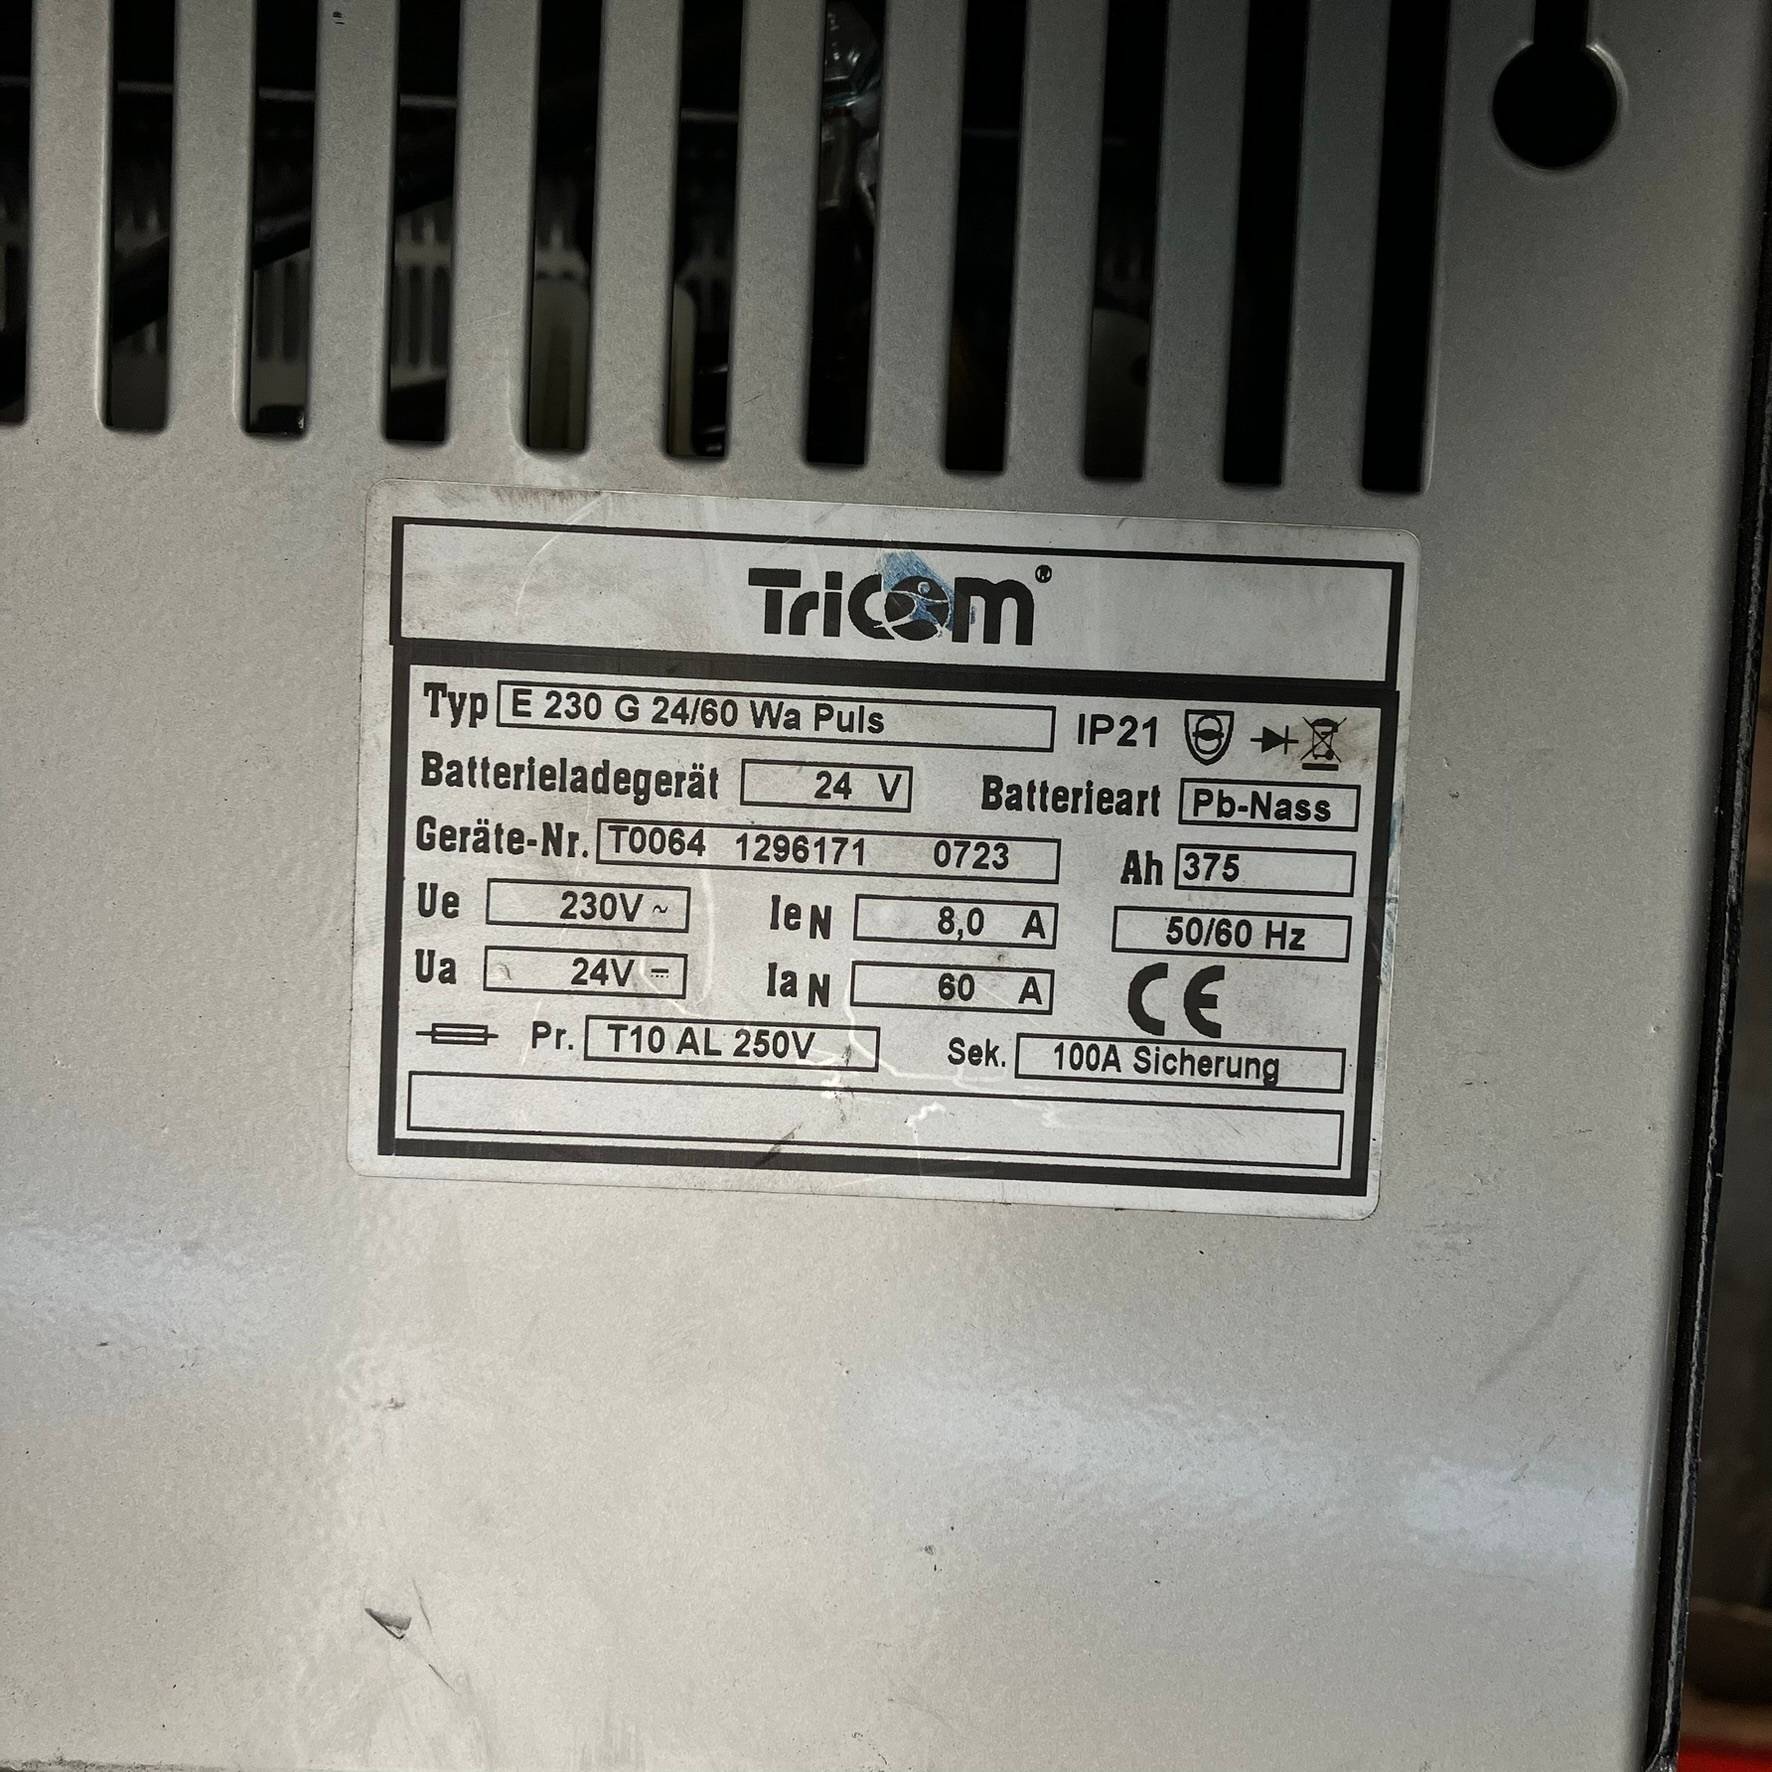 TriCom®
Typ E 230 G 24/60 Wa Puls IP21
Batterieladegerät 24 V Batterieart Pb-Nass
Geräte-Nr. T0064 1296171 0723 Ah 375
Ue 230V ~ IeN 8,0 A 50/60 Hz
Ua 24V ⎓ IaN 60 A CE
Pr. T10 AL 250V Sek. 100A Sicherung